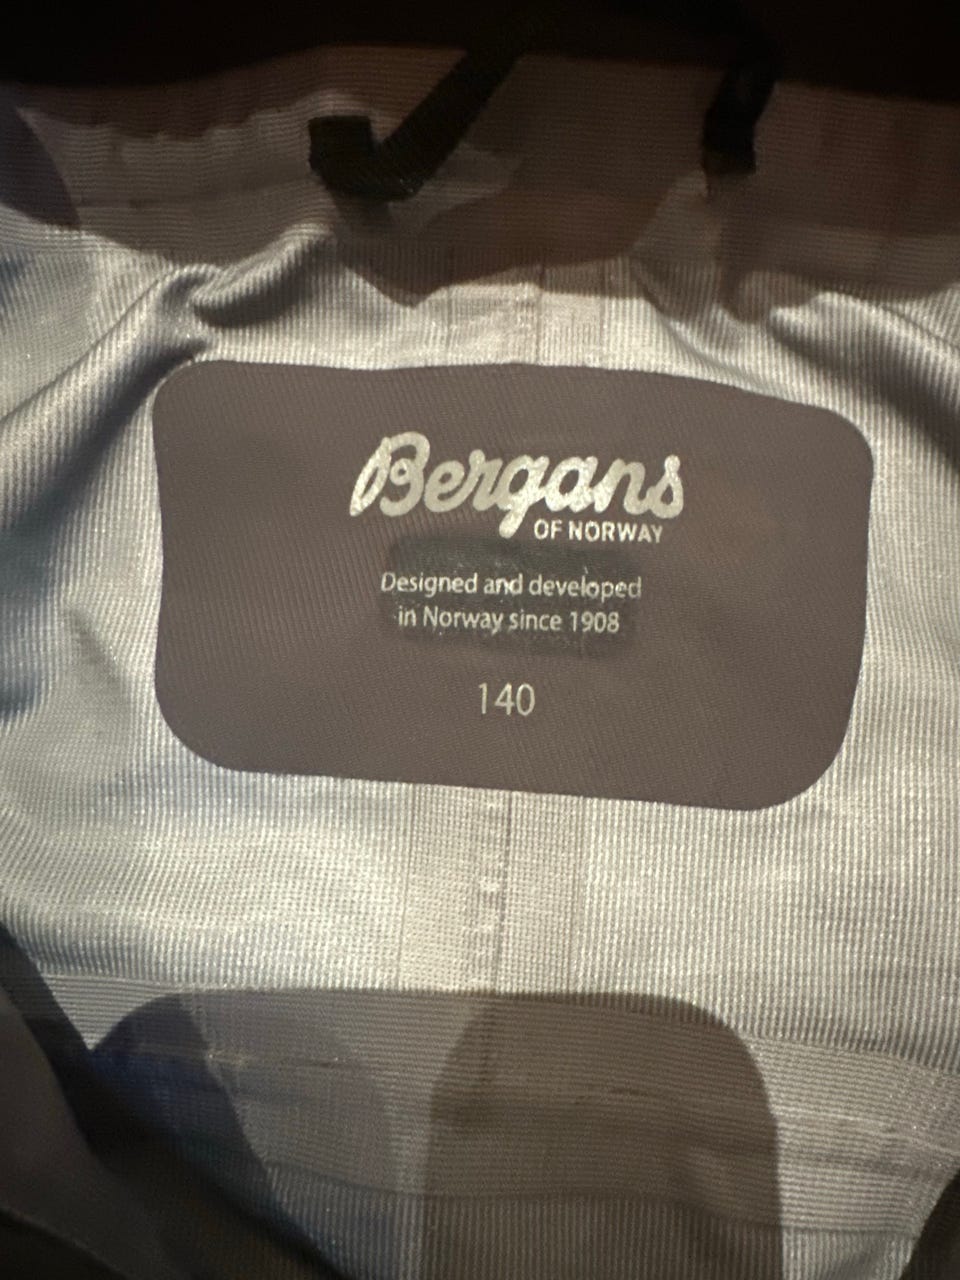 Bergans
OF NORWAY
Designed and developed
in Norway since 1908
140